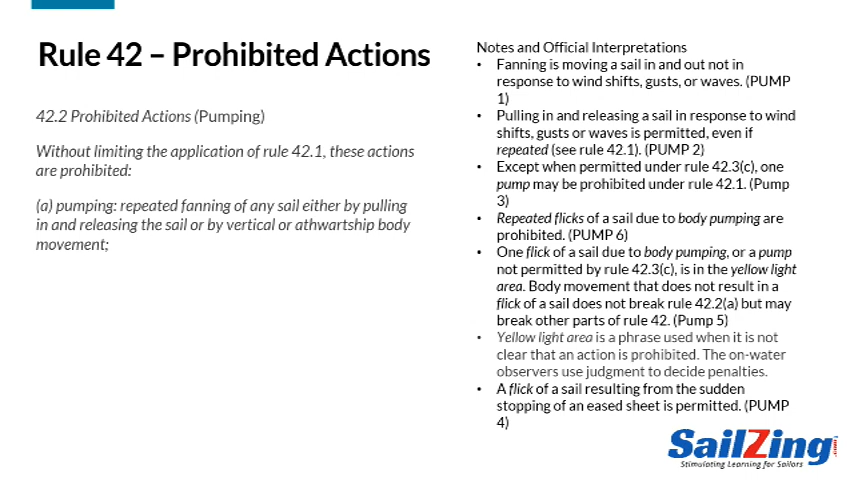 Rule 42 – Prohibited Actions
42.2 Prohibited Actions (Pumping)
Without limiting the application of rule 42.1, these actions
are prohibited:
(a) pumping: repeated fanning of any sail either by pulling
in and releasing the sail or by vertical or athwartship body
movement;
Notes and Official Interpretations
• Fanning is moving a sail in and out not in
response to wind shifts, gusts, or waves. (PUMP
1)
• Pulling in and releasing a sail in response to wind
shifts, gusts or waves is permitted, even if
repeated (see rule 42.1). (PUMP 2)
• Except when permitted under rule 42.3(c), one
pump may be prohibited under rule 42.1. (Pump
3)
• Repeated flicks of a sail due to body pumping are
prohibited. (PUMP 6)
• One flick of a sail due to body pumping, or a pump
not permitted by rule 42.3(c), is in the yellow light
area. Body movement that does not result in a
flick of a sail does not break rule 42.2(a) but may
break other parts of rule 42. (Pump 5)
• Yellow light area is a phrase used when it is not
clear that an action is prohibited. The on-water
observers use judgment to decide penalties.
• A flick of a sail resulting from the sudden
stopping of an eased sheet is permitted. (PUMP
4)
SailZing
Stimulating Learning for Sailors